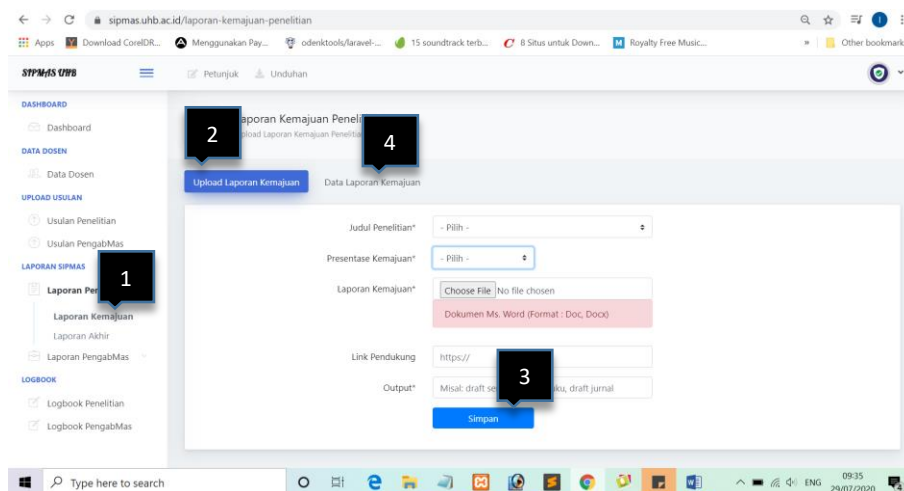 sipmas.uhb.ac.id/laporan-kemajuan-penelitian
Apps Download CorelDR... Menggunakan Pay... odenktools/laravel-... 15 soundtrack terb... 8 Situs untuk Down... Royalty Free Music... » Other bookmark
SIPMAS UHB Petunjuk Unduhan
DASHBOARD
Dashboard
DATA DOSEN
Data Dosen
UPLOAD USULAN
Usulan Penelitian
Usulan PengabMas
LAPORAN SIPMAS
Laporan Pe
1
Laporan Kemajuan
Laporan Akhir
Laporan PengabMas
LOGBOOK
Logbook Penelitian
Logbook PengabMas
aporan Kemajuan Peneli
pload Laporan Kemajuan Penelitia
2
4
Upload Laporan Kemajuan Data Laporan Kemajuan
Judul Penelitian* - Pilih -
Presentase Kemajuan* - Pilih -
Laporan Kemajuan* Choose File No file chosen
Dokumen Ms. Word (Format : Doc, Docx)
Link Pendukung https://
Output* Misal: draft se uku, draft jurnal
3
Simpan
Type here to search ENG 09:35
29/07/2020